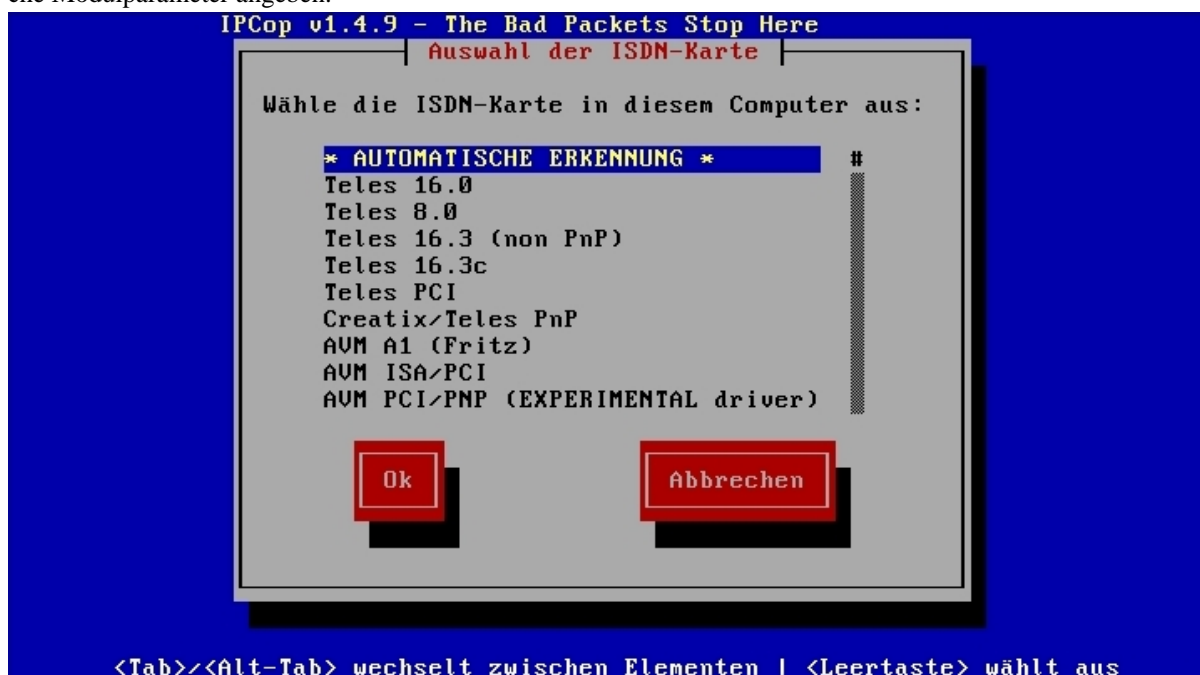 che Modulparameter angeben.
IPCop v1.4.9 - The Bad Packets Stop Here
Auswahl der ISDN-Karte
Wähle die ISDN-Karte in diesem Computer aus:
* AUTOMATISCHE ERKENNUNG * #
Teles 16.0
Teles 8.0
Teles 16.3 (non PnP)
Teles 16.3c
Teles PCI
Creatix/Teles PnP
AVM A1 (Fritz)
AVM ISA/PCI
AVM PCI/PNP (EXPERIMENTAL driver)
Ok Abbrechen
<Tab>/<Alt-Tab> wechselt zwischen Elementen | <Leertaste> wählt aus